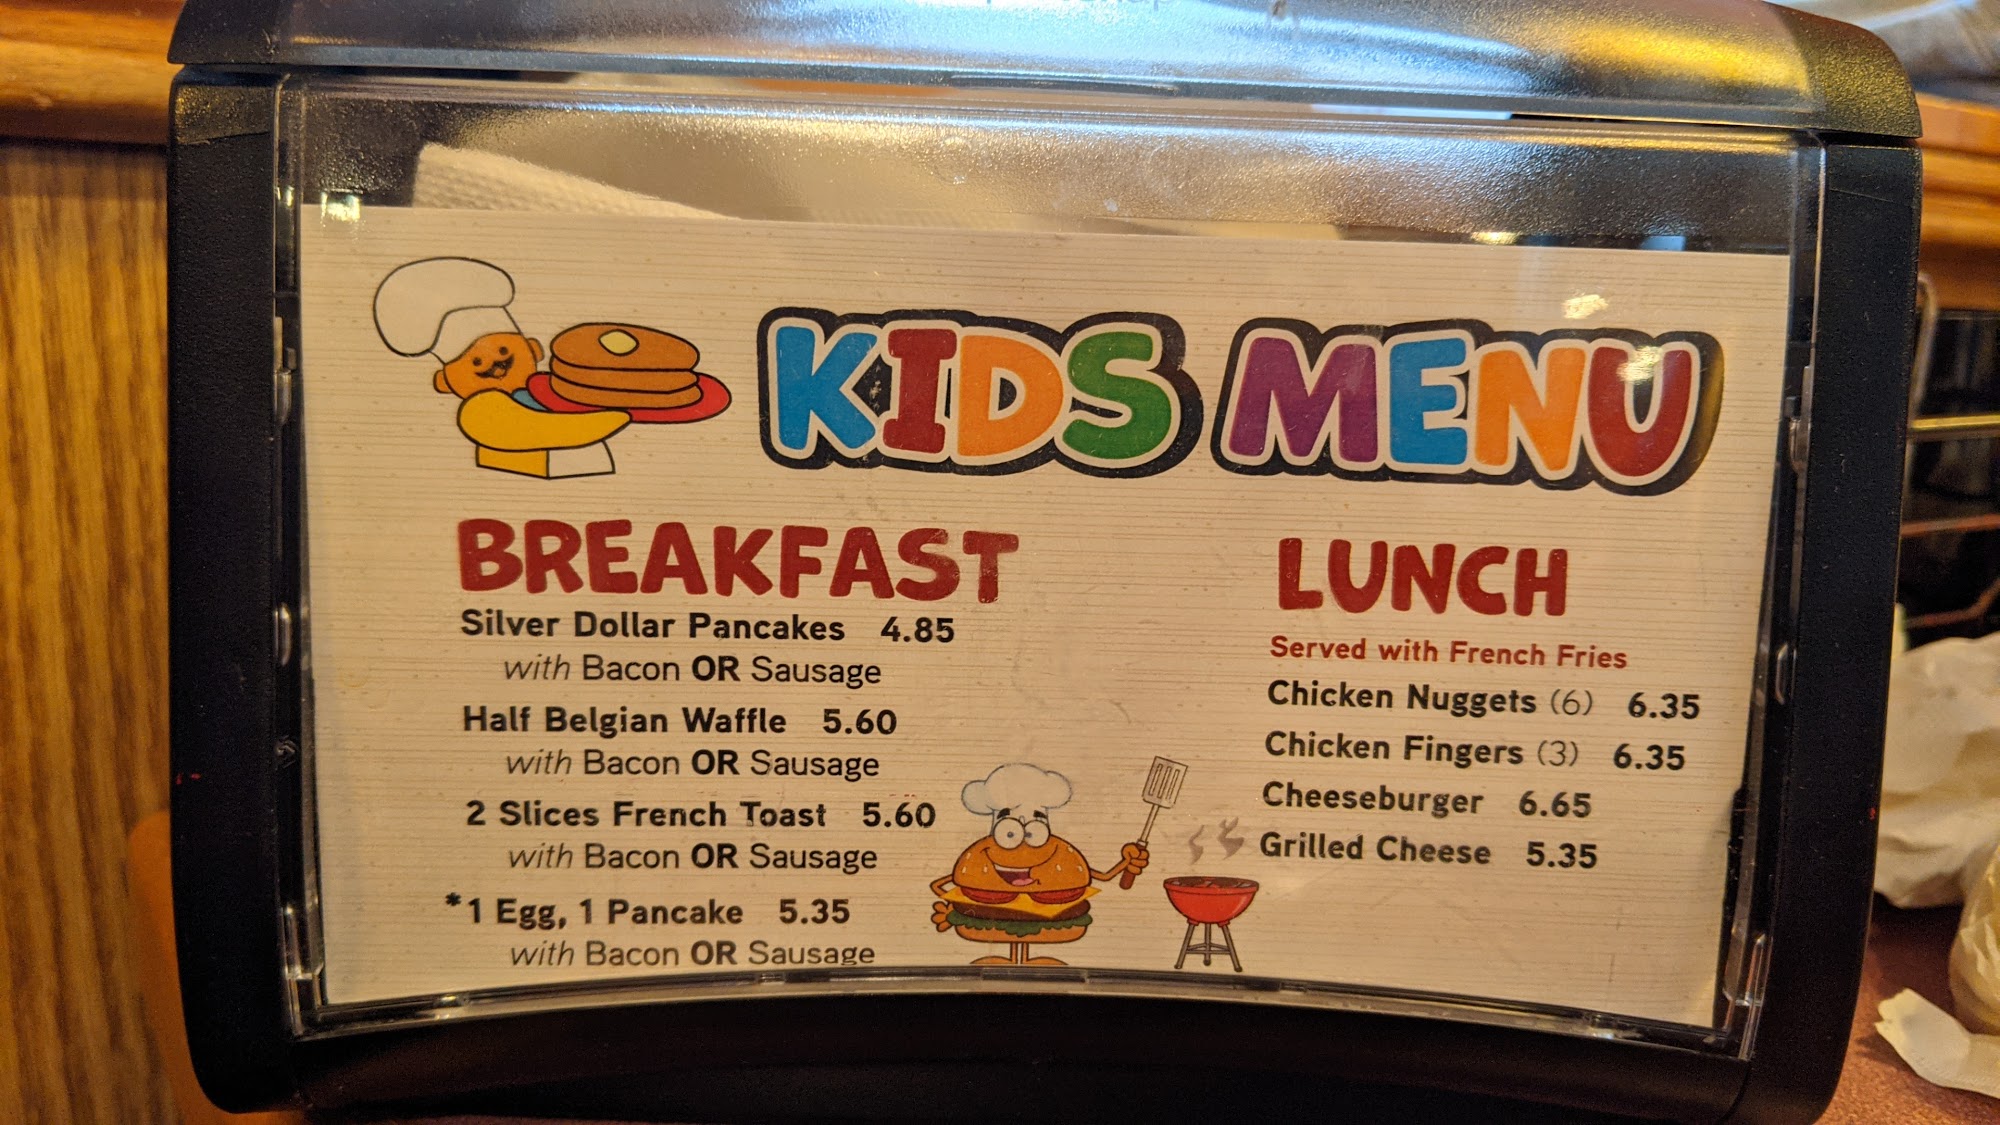 KIDS MENU
BREAKFAST
Silver Dollar Pancakes 4.85
with Bacon OR Sausage
Half Belgian Waffle 5.60
with Bacon OR Sausage
2 Slices French Toast 5.60
with Bacon OR Sausage
*1 Egg, 1 Pancake 5.35
with Bacon OR Sausage
LUNCH
Served with French Fries
Chicken Nuggets (6) 6.35
Chicken Fingers (3) 6.35
Cheeseburger 6.65
Grilled Cheese 5.35